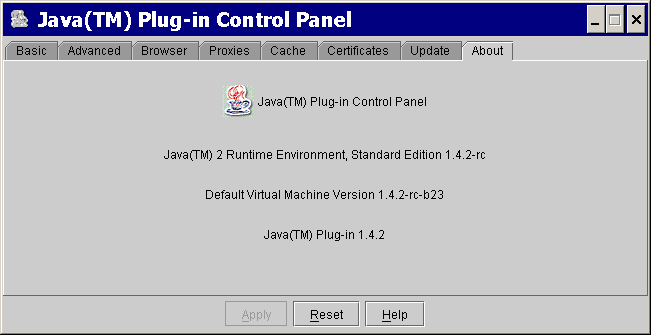 Java(TM) Plug-in Control Panel
Basic Advanced Browser Proxies Cache Certificates Update About
Java(TM) Plug-in Control Panel
Java(TM) 2 Runtime Environment, Standard Edition 1.4.2-rc
Default Virtual Machine Version 1.4.2-rc-b23
Java(TM) Plug-in 1.4.2
Apply Reset Help